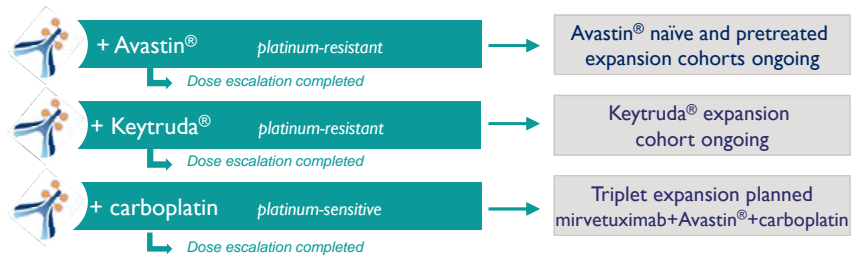 + Avastin® platinum-resistant
Avastin® naïve and pretreated
expansion cohorts ongoing
Dose escalation completed
+ Keytruda® platinum-resistant
Keytruda® expansion
cohort ongoing
Dose escalation completed
+ carboplatin platinum-sensitive
Triplet expansion planned
mirvetuximab+Avastin®+carboplatin
Dose escalation completed